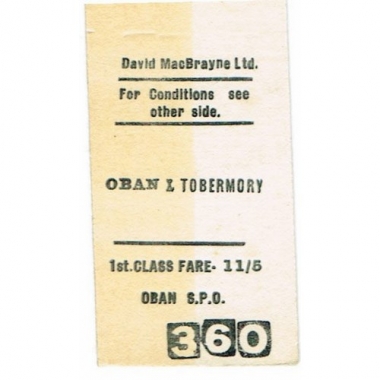 David MacBrayne Ltd.
For Conditions see
other side.
OBAN & TOBERMORY
1st.CLASS FARE- 11/5
OBAN S.P.O.
360